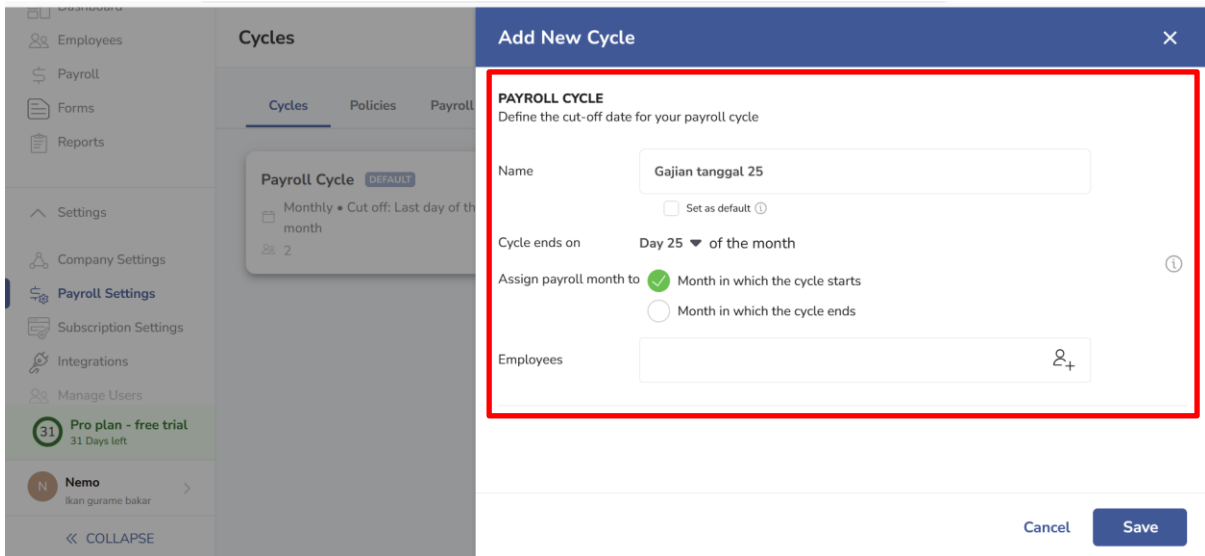 Dashboard
Employees
Payroll
Forms
Reports
Settings
Company Settings
Payroll Settings
Subscription Settings
Integrations
Manage Users
31
Pro plan - free trial
31 Days left
N
Nemo
Ikan gurame bakar
COLLAPSE
Cycles
Cycles Policies Payroll
Payroll Cycle DEFAULT
Monthly • Cut off: Last day of th
month
2
Add New Cycle
PAYROLL CYCLE
Define the cut-off date for your payroll cycle
Name Gajian tanggal 25
Set as default
Cycle ends on Day 25 of the month
Assign payroll month to Month in which the cycle starts
Month in which the cycle ends
Employees
Cancel Save